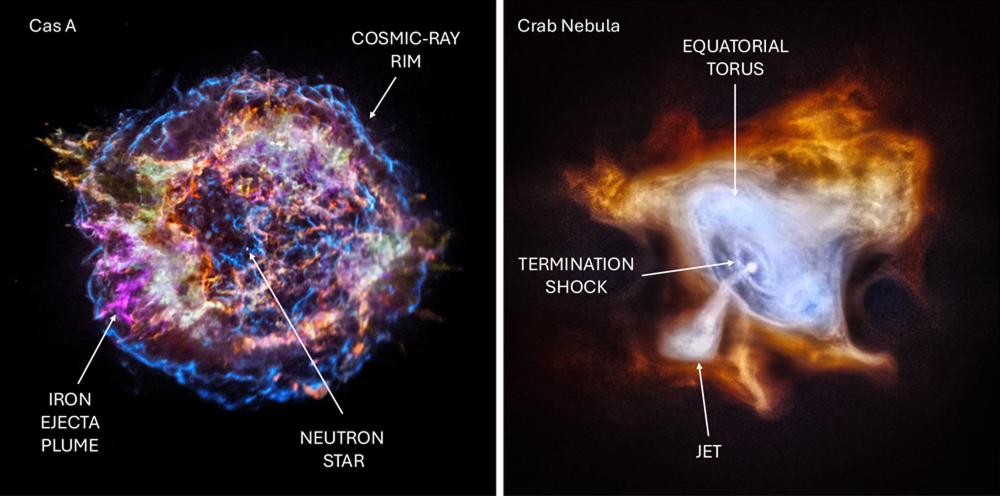 Cas A
COSMIC-RAY
RIM
IRON
EJECTA
PLUME
NEUTRON
STAR
Crab Nebula
EQUATORIAL
TORUS
TERMINATION
SHOCK
JET